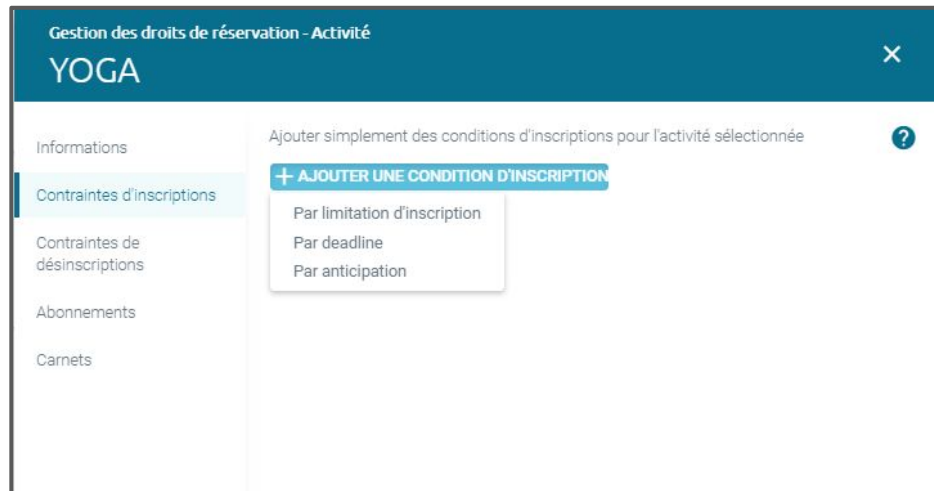 Gestion des droits de réservation - Activité
YOGA
Informations
Contraintes d'inscriptions
Contraintes de
désinscriptions
Abonnements
Carnets
Ajouter simplement des conditions d'inscriptions pour l'activité sélectionnée
?
+ AJOUTER UNE CONDITION D'INSCRIPTION
Par limitation d'inscription
Par deadline
Par anticipation